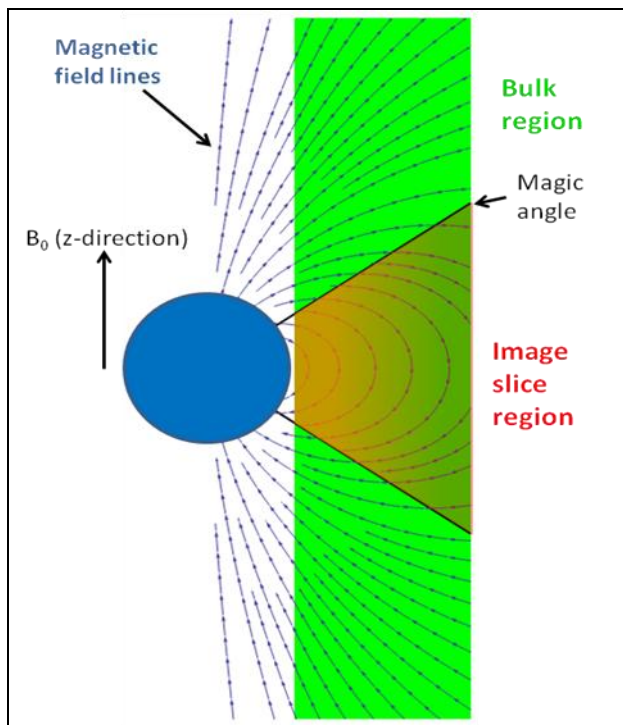 Magnetic
field lines
Bulk
region
Magic
angle
B₀ (z-direction)
Image
slice
region